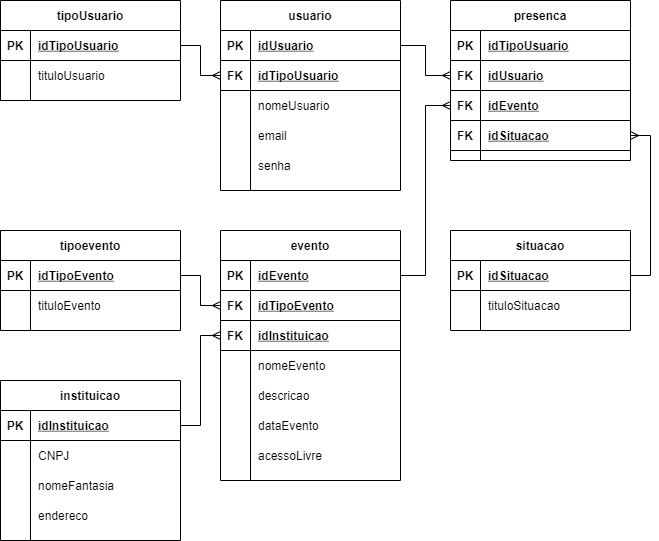 tipoUsuario
PK idTipoUsuario
tituloUsuario
usuario
PK idUsuario
FK idTipoUsuario
nomeUsuario
email
senha
presenca
PK idTipoUsuario
FK idUsuario
FK idEvento
FK idSituacao
tipoevento
PK idTipoEvento
tituloEvento
evento
PK idEvento
FK idTipoEvento
FK idInstituicao
nomeEvento
descricao
dataEvento
acessoLivre
situacao
PK idSituacao
tituloSituacao
instituicao
PK idInstituicao
CNPJ
nomeFantasia
endereco